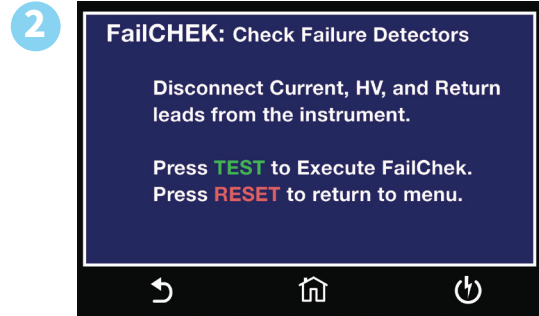 2
FailCHEK: Check Failure Detectors
Disconnect Current, HV, and Return
leads from the instrument.
Press TEST to Execute FailChek.
Press RESET to return to menu.